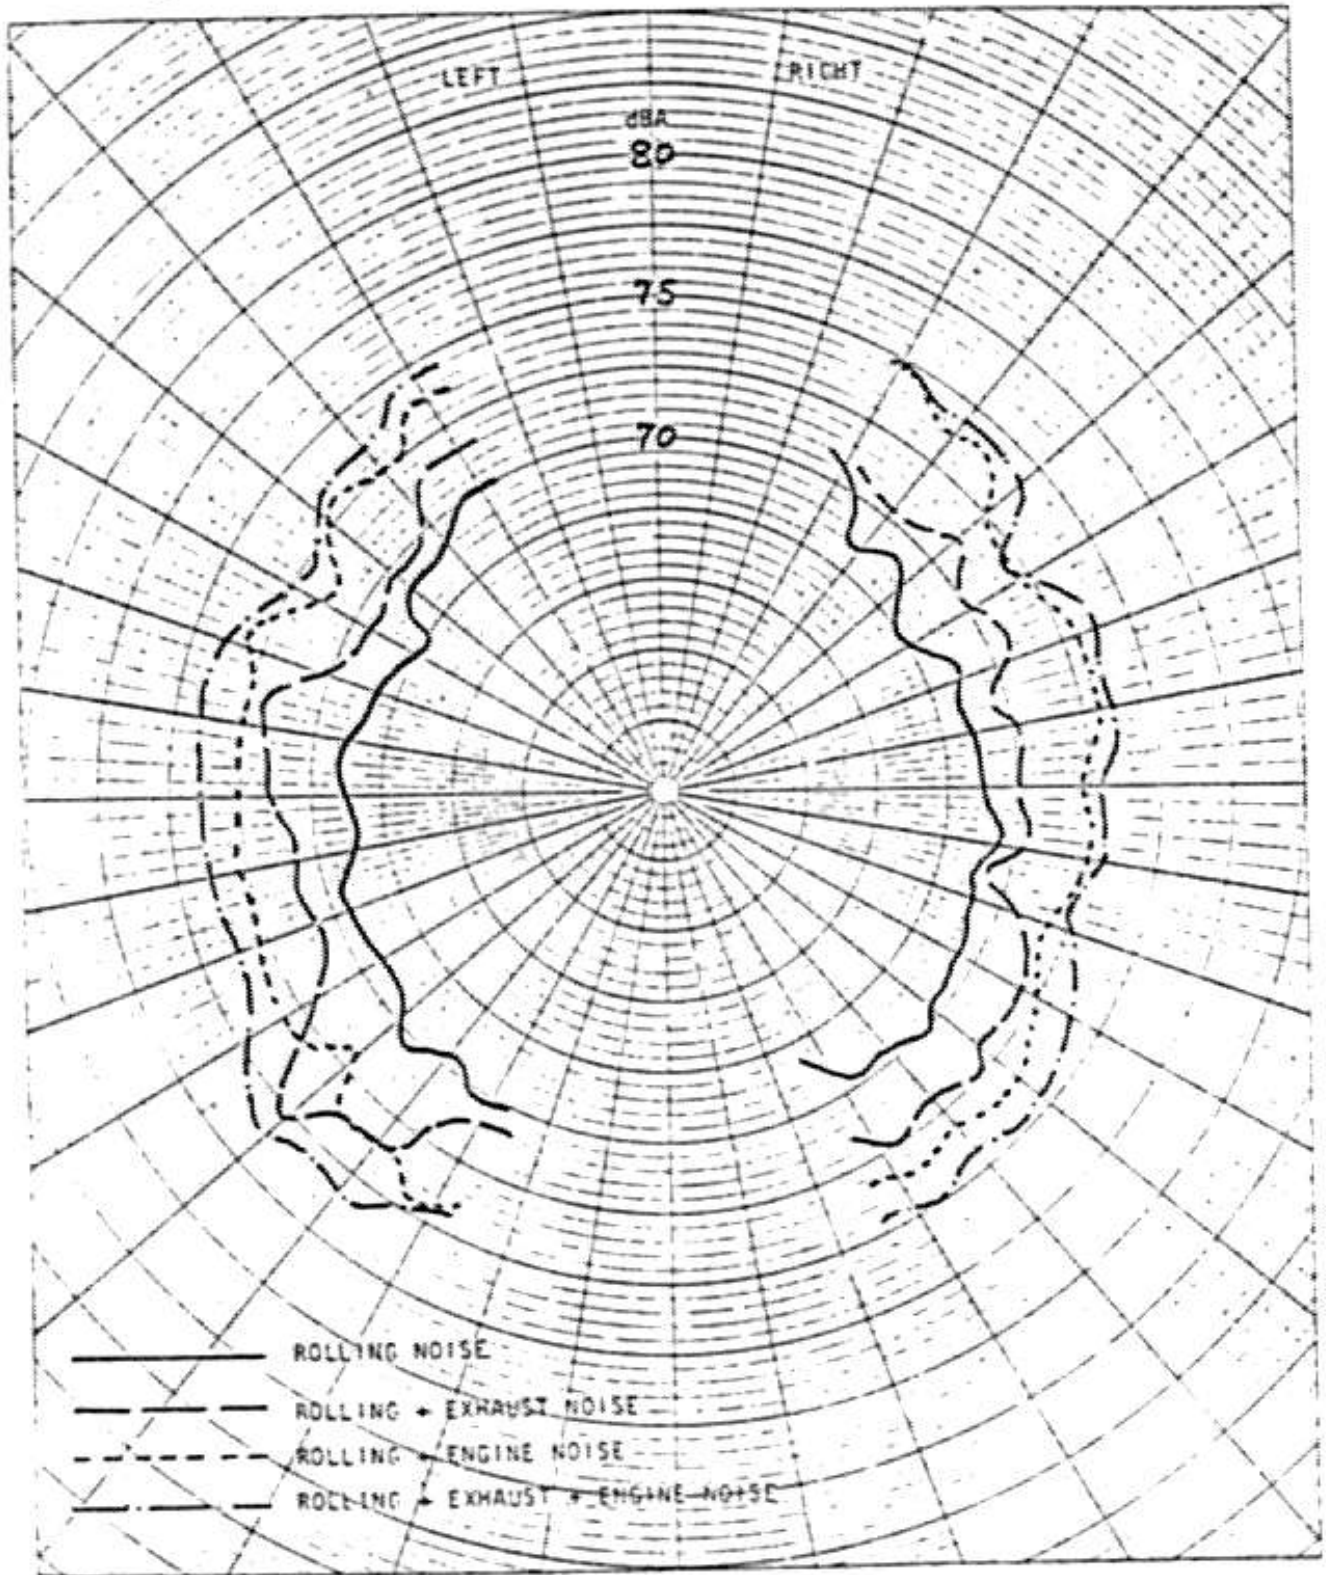 LEFT
RIGHT
dBA
80
75
70
ROLLING NOISE
ROLLING + EXHAUST NOISE
ROLLING + ENGINE NOISE
ROLLING + EXHAUST + ENGINE NOISE